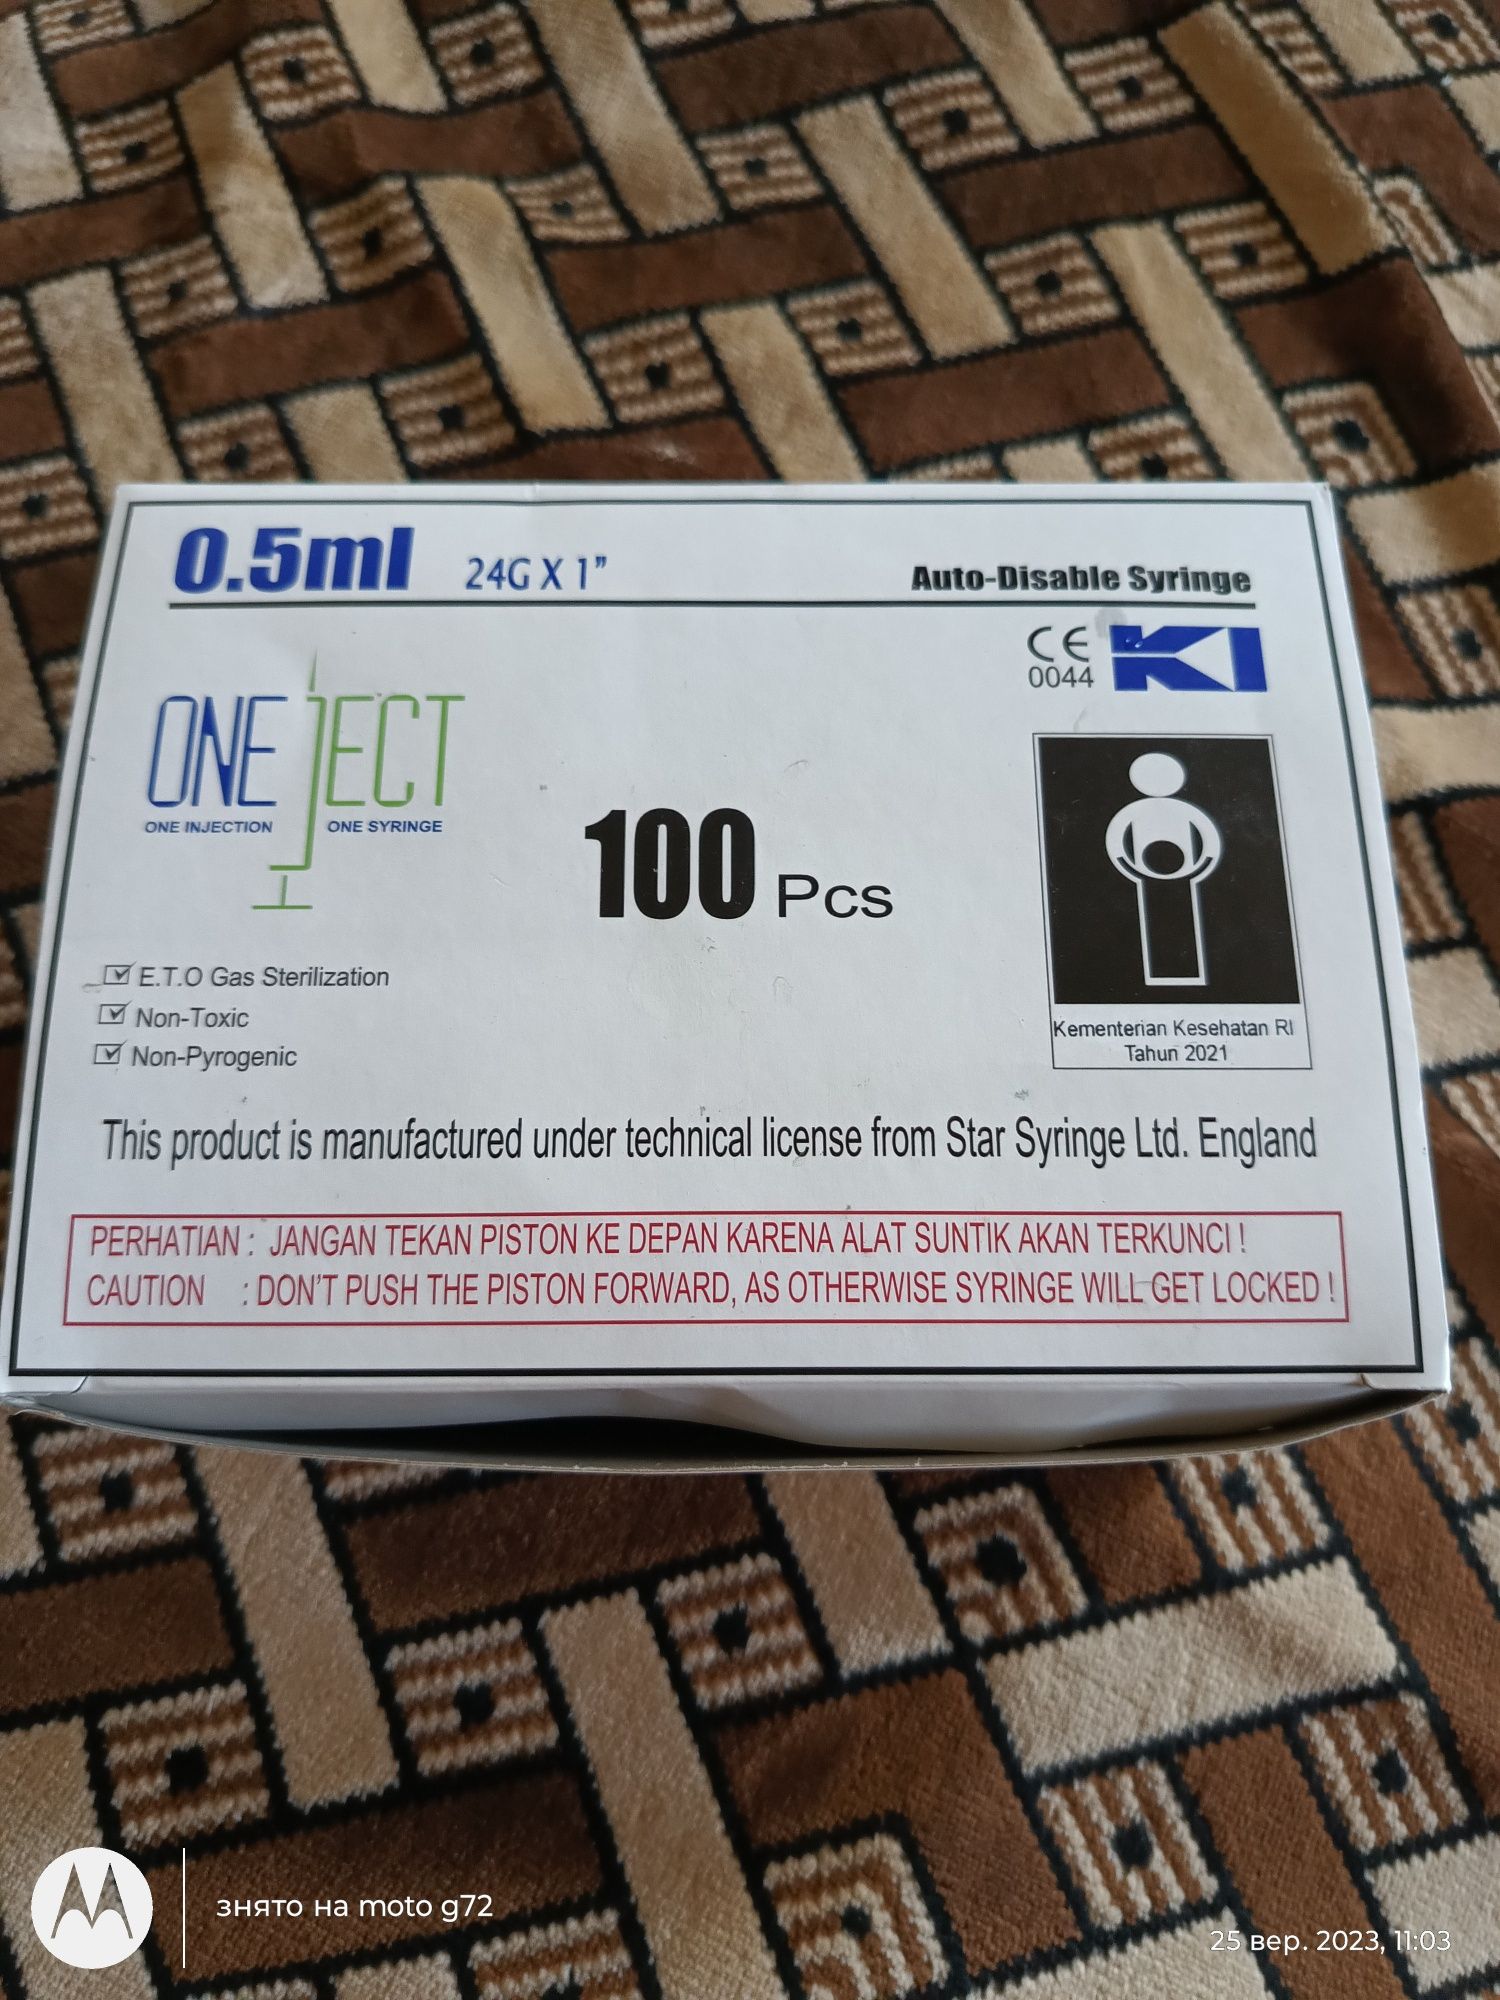 0.5ml 24G X 1” Auto-Disable Syringe
CE
0044
KI
ONEjECT
ONE INJECTION ONE SYRINGE
100 Pcs
E.T.O Gas Sterilization
Non-Toxic
Non-Pyrogenic
Kementerian Kesehatan RI
Tahun 2021
This product is manufactured under technical license from Star Syringe Ltd. England
PERHATIAN : JANGAN TEKAN PISTON KE DEPAN KARENA ALAT SUNTIK AKAN TERKUNCI !
CAUTION : DON'T PUSH THE PISTON FORWARD, AS OTHERWISE SYRINGE WILL GET LOCKED !
знято на moto g72
25 вер. 2023, 11:03